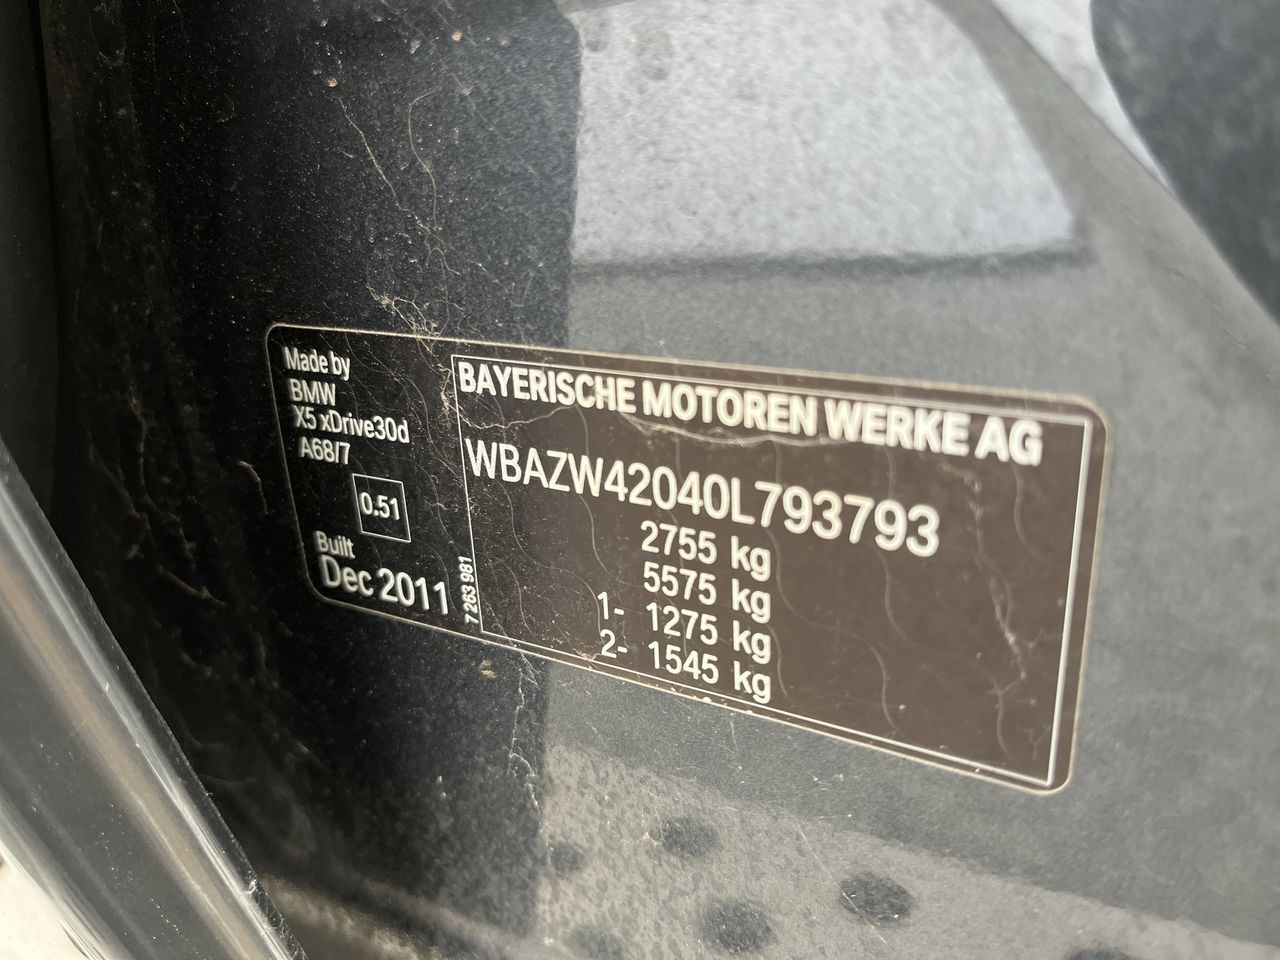 Made by
BMW
X5 xDrive30d
A68/7
0.51
Built
Dec 2011
7 263 981
BAYERISCHE MOTOREN WERKE AG
WBAZW42040L793793
2755 kg
5575 kg
1- 1275 kg
2- 1545 kg